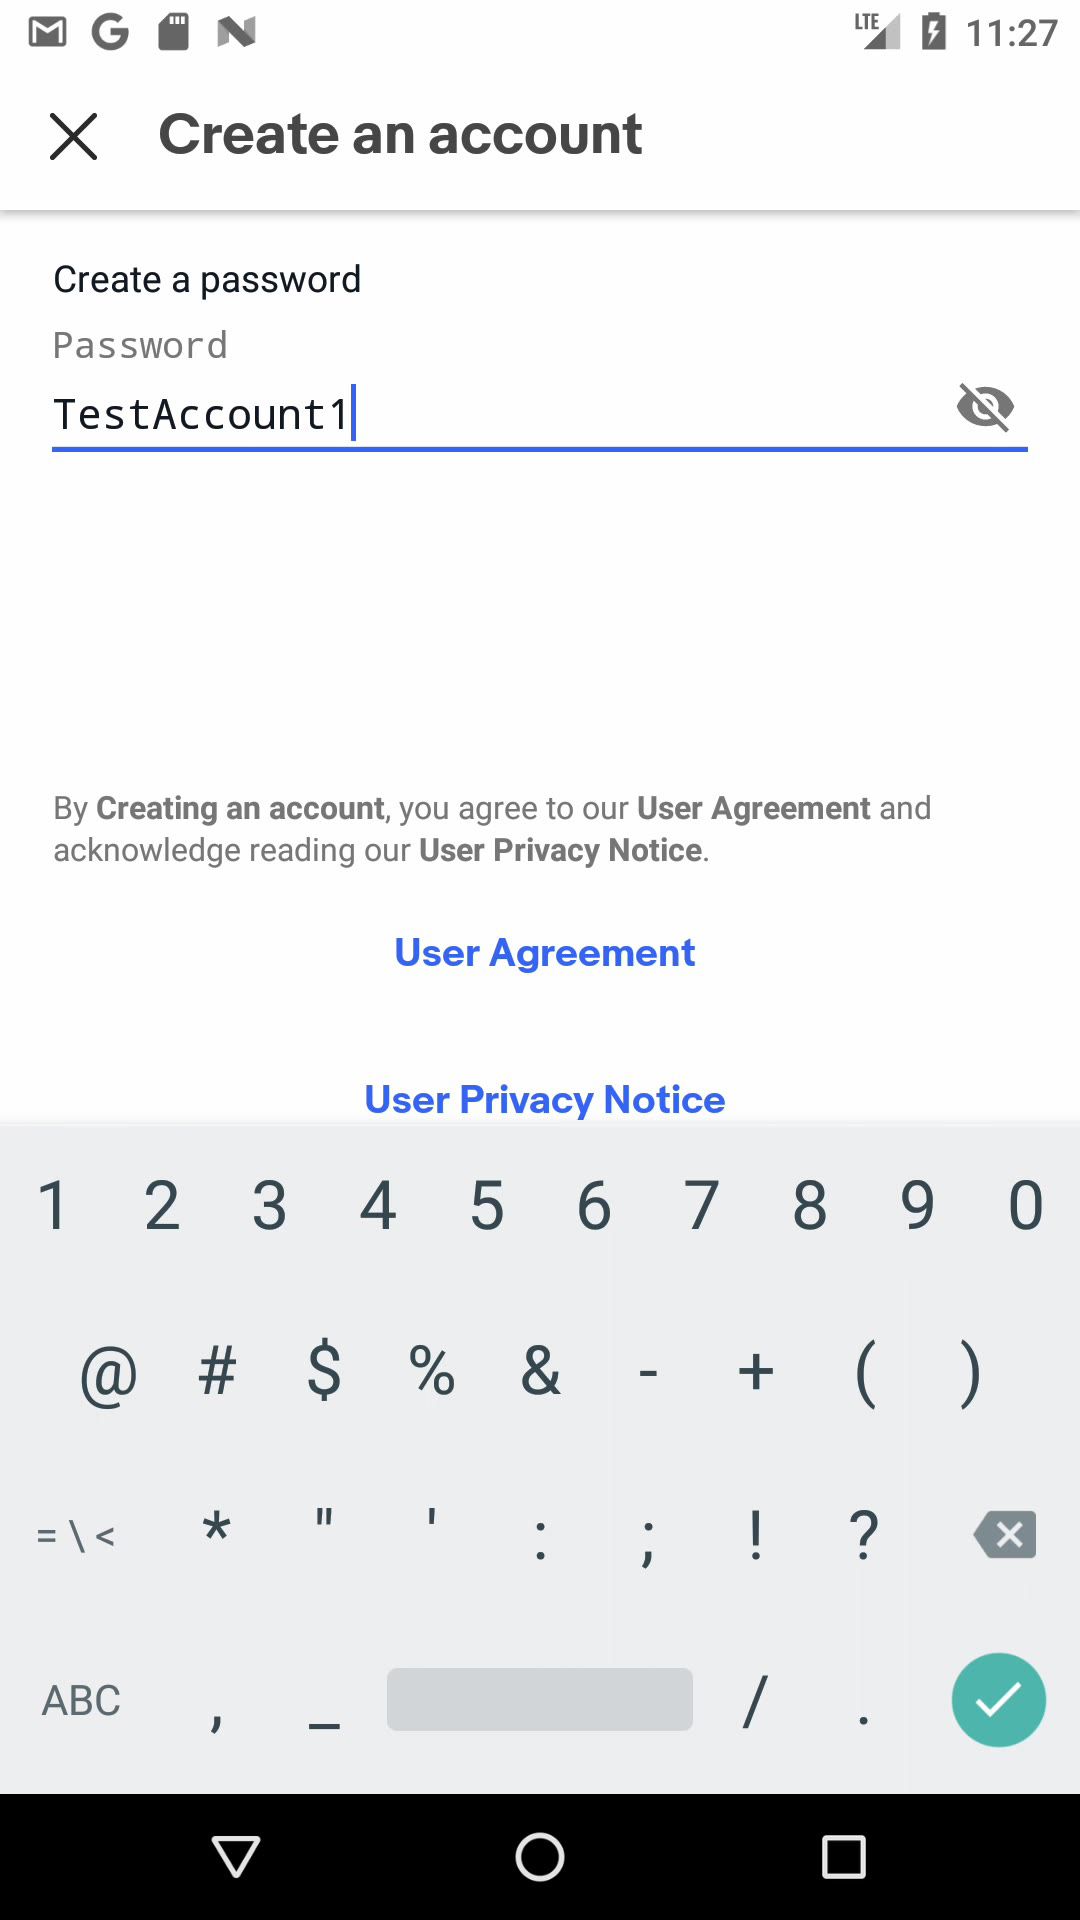 LTE 11:27
Create an account
Create a password
Password
TestAccount1
By Creating an account, you agree to our User Agreement and
acknowledge reading our User Privacy Notice.
User Agreement
User Privacy Notice
1 2 3 4 5 6 7 8 9 0
@ # $ % & - + ( )
= \ < * " ' : ; ! ?
ABC , _ / .